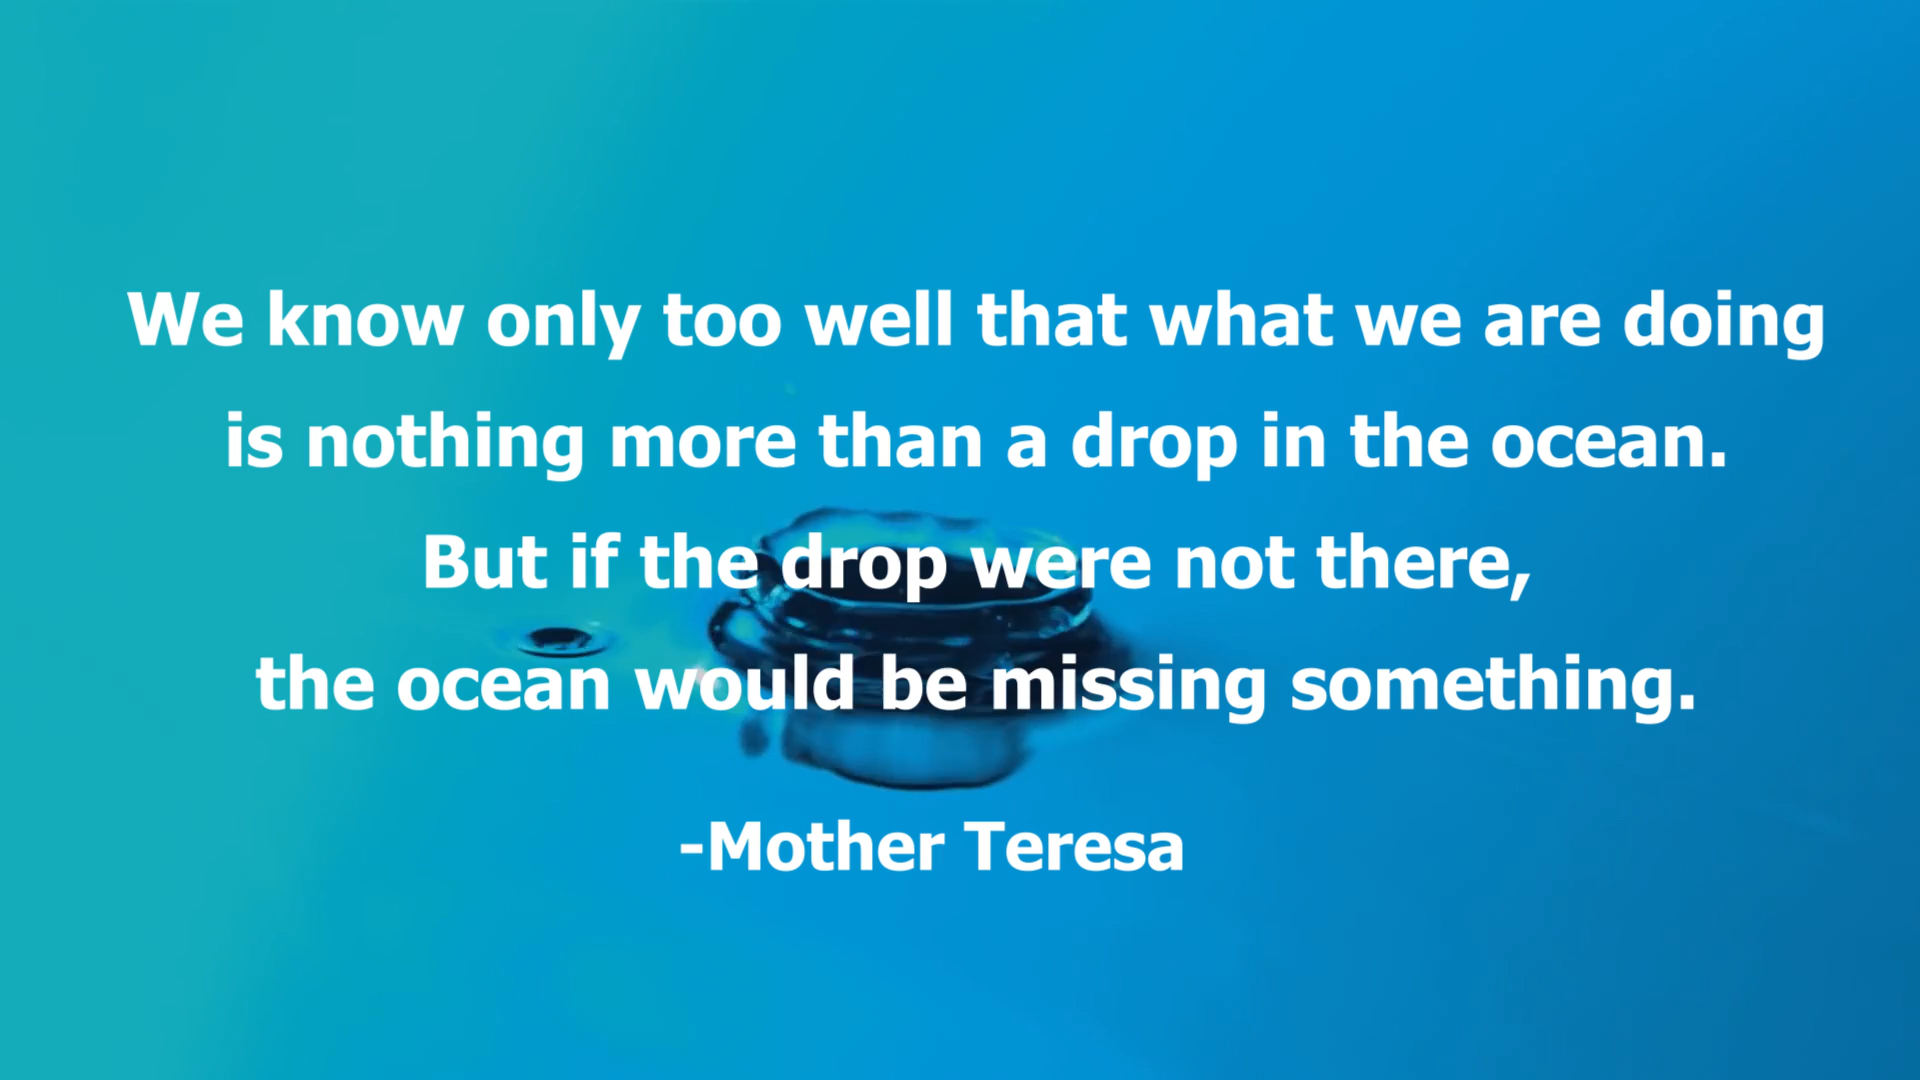 We know only too well that what we are doing
is nothing more than a drop in the ocean.
But if the drop were not there,
the ocean would be missing something.
-Mother Teresa